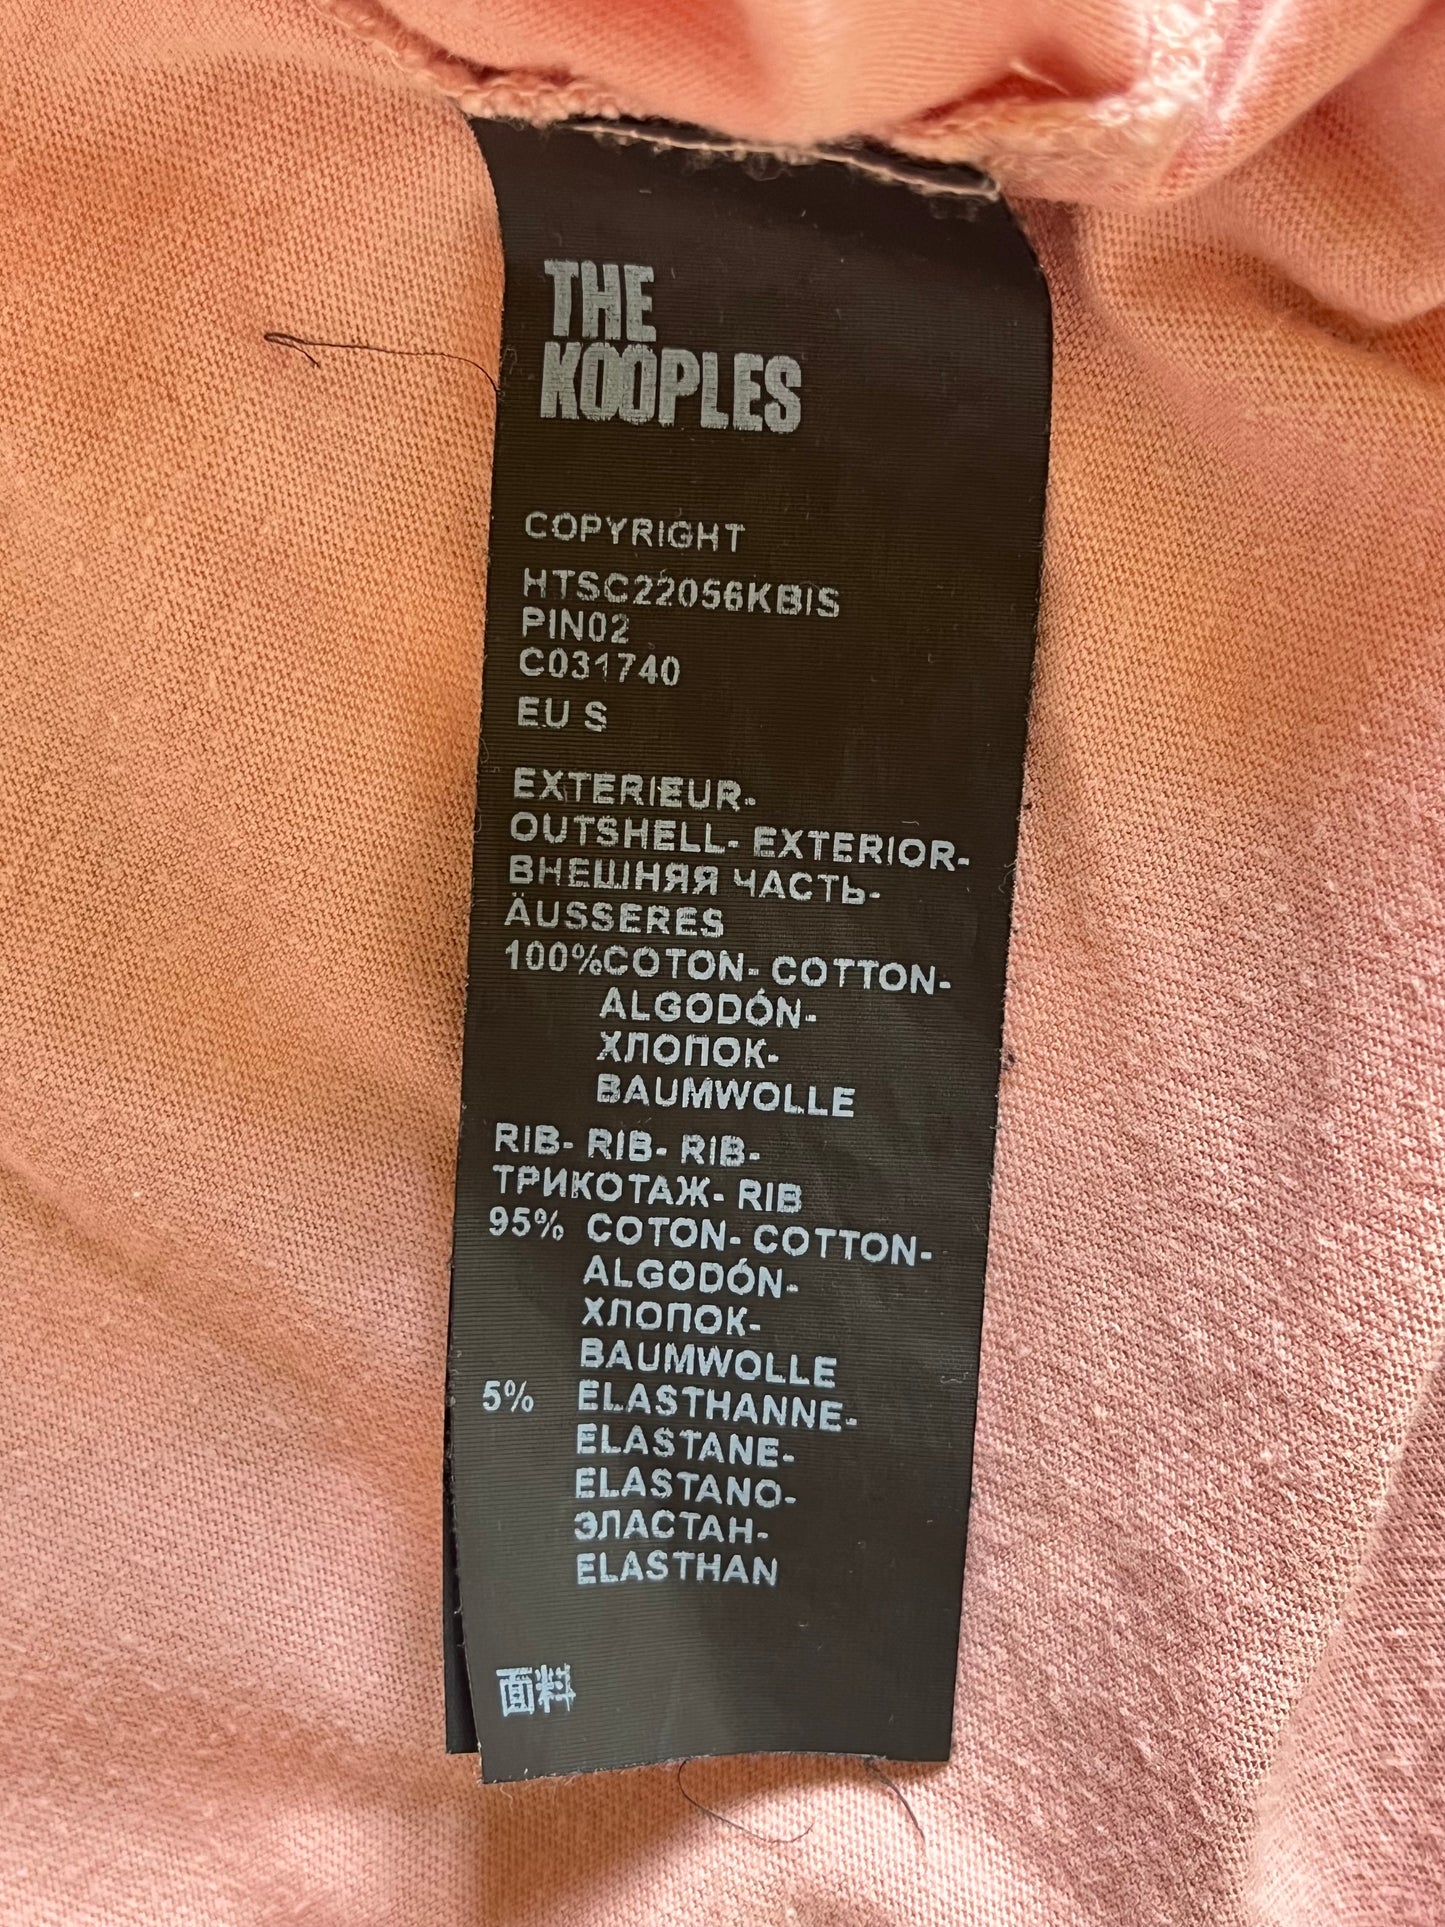 THE
KOOPLES
COPYRIGHT
HTSC22056KBIS
PIN02
C031740
EU S
EXTERIEUR-
OUTSHELL- EXTERIOR-
ВНЕШНЯЯ ЧАСТЬ-
ÄUSSERES
100%COTON- COTTON-
ALGODÓN-
ХЛОПОК-
BAUMWOLLE
RIB- RIB- RIB-
ТРИКОТАЖ- RIB
95% COTON- COTTON-
ALGODÓN-
ХЛОПОК-
BAUMWOLLE
5% ELASTHANNE-
ELASTANE-
ELASTANO-
ЭЛАСТАН-
ELASTHAN
面料